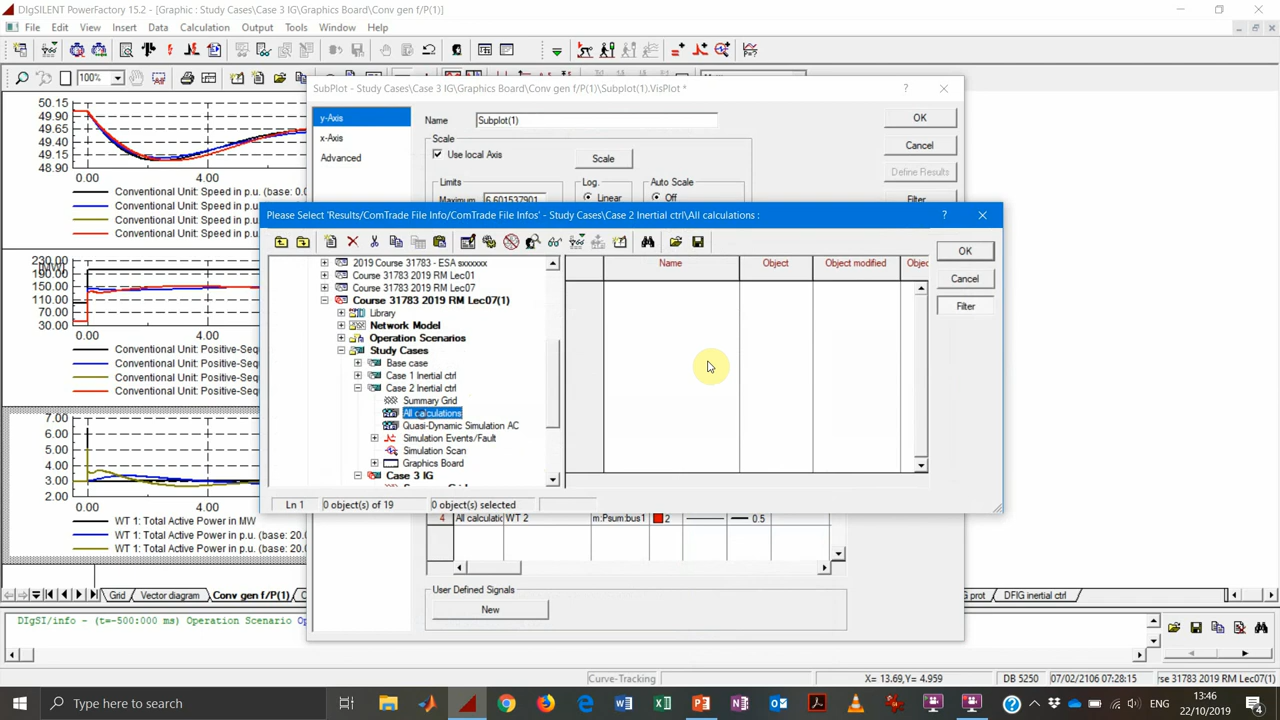 DIgSILENT PowerFactory 15.2 - [Graphic : Study Cases\Case 3 IG\Graphics Board\Conv gen f/P(1)]
File Edit View Insert Data Calculation Output Tools Window Help
100%
SubPlot - Study Cases\Case 3 IG\Graphics Board\Conv gen f/P(1)\Subplot(1).VisPlot *
y-Axis
x-Axis
Advanced
Name Subplot(1)
Scale
Use local Axis
Scale
Limits
Maximum 6.601537901
Log.
Linear
Auto Scale
Off
OK
Cancel
Define Results
Filter
50.15
49.90
49.65
49.40
49.15
48.90
0.00 4.00
Conventional Unit: Speed in p.u. (base: 0.0
Conventional Unit: Speed in p.u.
Conventional Unit: Speed in p.u.
Conventional Unit: Speed in p.u.
230.00
190.00
150.00
110.00
70.00
30.00
0.00 4.00
Conventional Unit: Positive-Seq
Conventional Unit: Positive-Seq
Conventional Unit: Positive-Seq
Conventional Unit: Positive-Seq
7.00
6.00
5.00
4.00
3.00
2.00
0.00 4.00
WT 1: Total Active Power in MW
WT 1: Total Active Power in p.u. (base: 20.0
WT 1: Total Active Power in p.u. (base: 20.0
Please Select 'Results/ComTrade File Info/ComTrade File Infos' - Study Cases\Case 2 Inertial ctrl\All calculations :
2019 Course 31783 - ESA sxxxxxx
Course 31783 2019 RM Lec01
Course 31783 2019 RM Lec07
Course 31783 2019 RM Lec07(1)
Library
Network Model
Operation Scenarios
Study Cases
Base case
Case 1 Inertial ctrl
Case 2 Inertial ctrl
Summary Grid
All calculations
Quasi-Dynamic Simulation AC
Simulation Events/Fault
Simulation Scan
Graphics Board
Case 3 IG
Name Object Object modified Objec
OK
Cancel
Filter
Ln 1 0 object(s) of 19 0 object(s) selected
4 All calculatic WT 2 m:Psum:bus1 2 0.5
User Defined Signals
New
Grid Vector diagram Conv gen f/P(1) prot DFIG inertial ctrl
DIgSI/info - (t=-500:000 ms) Operation Scenario
Curve-Tracking X= 13.69,Y= 4.959 DB 5250 07/02/2106 07:28:15 rse 31783 2019 RM Lec07(1)
Type here to search
ENG
13:46
22/10/2019
4